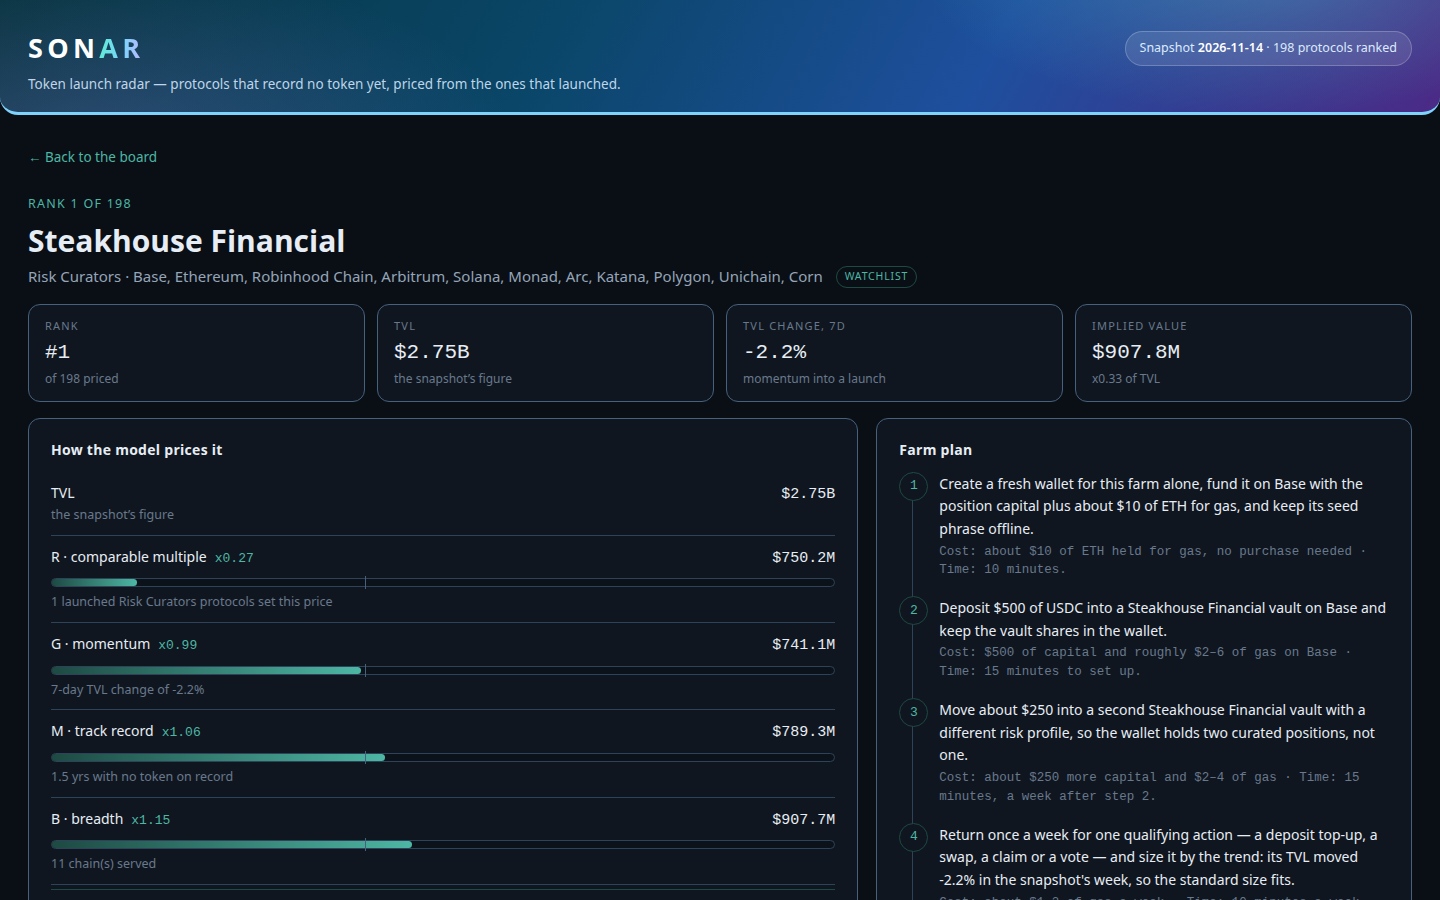 SONAR
Token launch radar — protocols that record no token yet, priced from the ones that launched.
Snapshot 2026-11-14 · 198 protocols ranked
← Back to the board
RANK 1 OF 198
Steakhouse Financial
Risk Curators · Base, Ethereum, Robinhood Chain, Arbitrum, Solana, Monad, Arc, Katana, Polygon, Unichain, Corn
WATCHLIST
RANK
#1
of 198 priced
TVL
$2.75B
the snapshot's figure
TVL CHANGE, 7D
-2.2%
momentum into a launch
IMPLIED VALUE
$907.8M
x0.33 of TVL
How the model prices it
TVL $2.75B
the snapshot's figure
R · comparable multiple x0.27 $750.2M
1 launched Risk Curators protocols set this price
G · momentum x0.99 $741.1M
7-day TVL change of -2.2%
M · track record x1.06 $789.3M
1.5 yrs with no token on record
B · breadth x1.15 $907.7M
11 chain(s) served
Farm plan
1
Create a fresh wallet for this farm alone, fund it on Base with the
position capital plus about $10 of ETH for gas, and keep its seed
phrase offline.
Cost: about $10 of ETH held for gas, no purchase needed ·
Time: 10 minutes.
2
Deposit $500 of USDC into a Steakhouse Financial vault on Base and
keep the vault shares in the wallet.
Cost: $500 of capital and roughly $2–6 of gas on Base ·
Time: 15 minutes to set up.
3
Move about $250 into a second Steakhouse Financial vault with a
different risk profile, so the wallet holds two curated positions, not
one.
Cost: about $250 more capital and $2–4 of gas · Time: 15
minutes, a week after step 2.
4
Return once a week for one qualifying action — a deposit top-up, a
swap, a claim or a vote — and size it by the trend: its TVL moved
-2.2% in the snapshot's week, so the standard size fits.